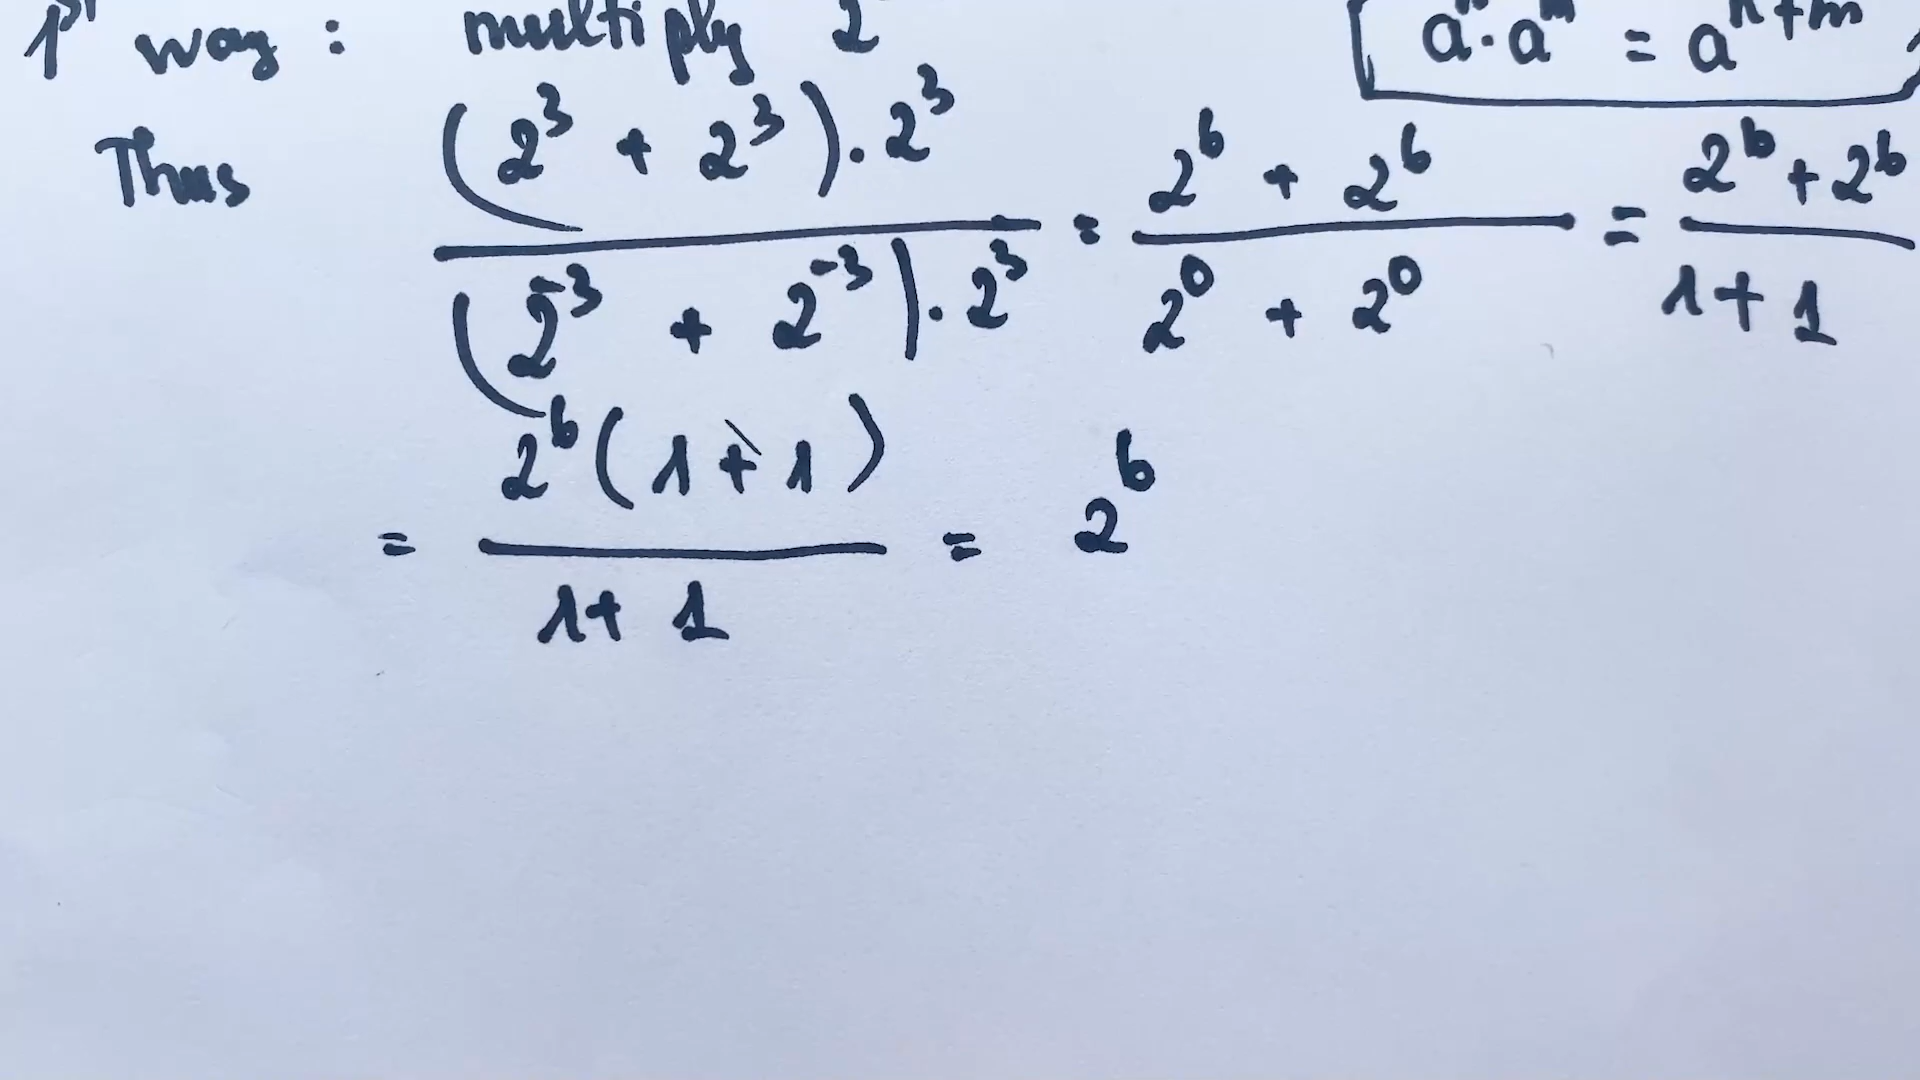 1st way : multiply 2
a^n · a^m = a^(n+m)
Thus (2^3 + 2^3) · 2^3 / (2^-3 + 2^-3) · 2^3 = 2^6 + 2^6 / 2^0 + 2^0 = 2^6 + 2^6 / 1 + 1
= 2^6 (1 + 1) / 1 + 1 = 2^6